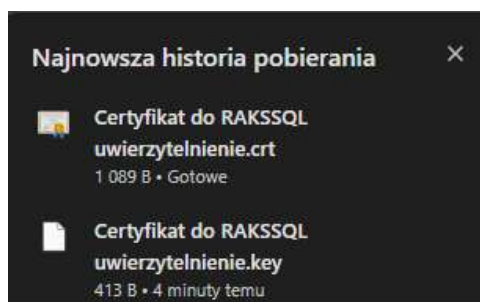 Najnowsza historia pobierania
Certyfikat do RAKSSQL
uwierzytelnienie.crt
1 089 B • Gotowe
Certyfikat do RAKSSQL
uwierzytelnienie.key
413 B • 4 minuty temu